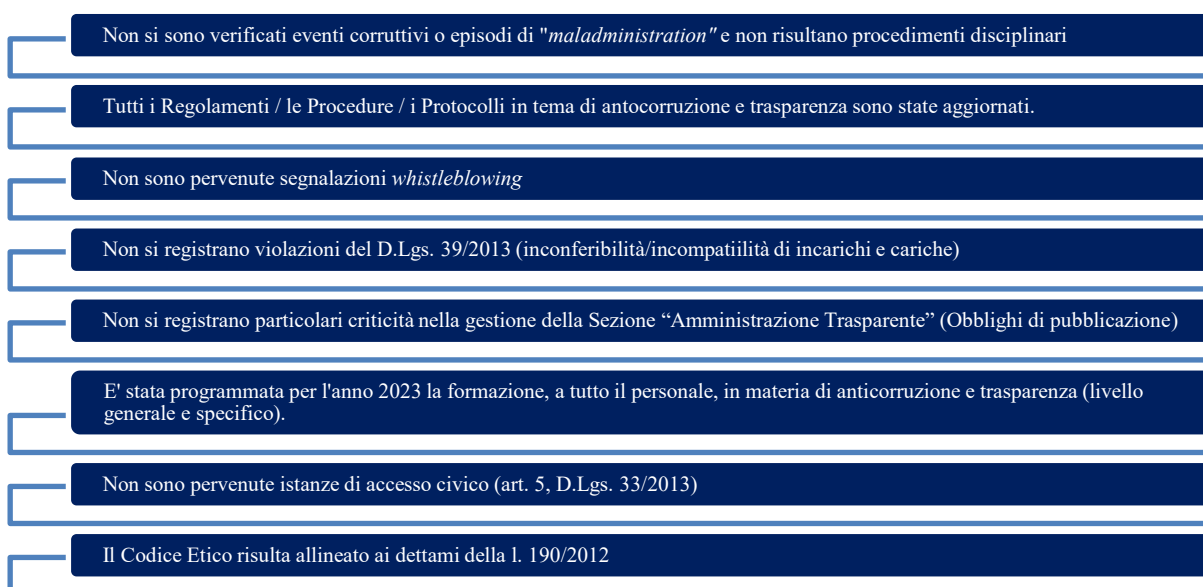 Non si sono verificati eventi corruttivi o episodi di "maladministration" e non risultano procedimenti disciplinari
Tutti i Regolamenti / le Procedure / i Protocolli in tema di antocorruzione e trasparenza sono state aggiornati.
Non sono pervenute segnalazioni whistleblowing
Non si registrano violazioni del D.Lgs. 39/2013 (inconferibilità/incompatiilità di incarichi e cariche)
Non si registrano particolari criticità nella gestione della Sezione “Amministrazione Trasparente” (Obblighi di pubblicazione)
E' stata programmata per l'anno 2023 la formazione, a tutto il personale, in materia di anticorruzione e trasparenza (livello
generale e specifico).
Non sono pervenute istanze di accesso civico (art. 5, D.Lgs. 33/2013)
Il Codice Etico risulta allineato ai dettami della l. 190/2012